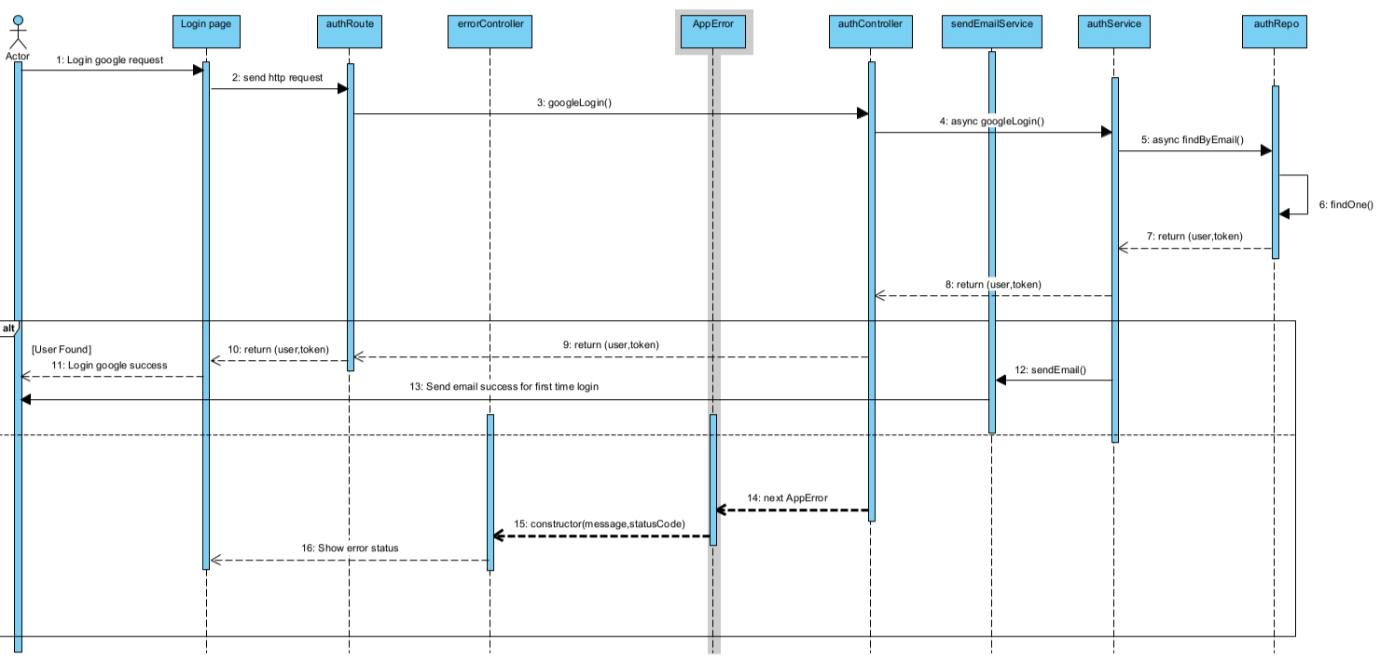 Login page
authRoute
errorController
AppError
authController
sendEmailService
authService
authRepo
Actor
1: Login google request
2: send http request
3: googleLogin()
4: async googleLogin()
5: async findByEmail()
6: findOne()
7: return (user,token)
8: return (user,token)
alt
[User Found]
9: return (user,token)
10: return (user,token)
11: Login google success
12: sendEmail()
13: Send email success for first time login
14: next AppError
15: constructor(message,statusCode)
16: Show error status